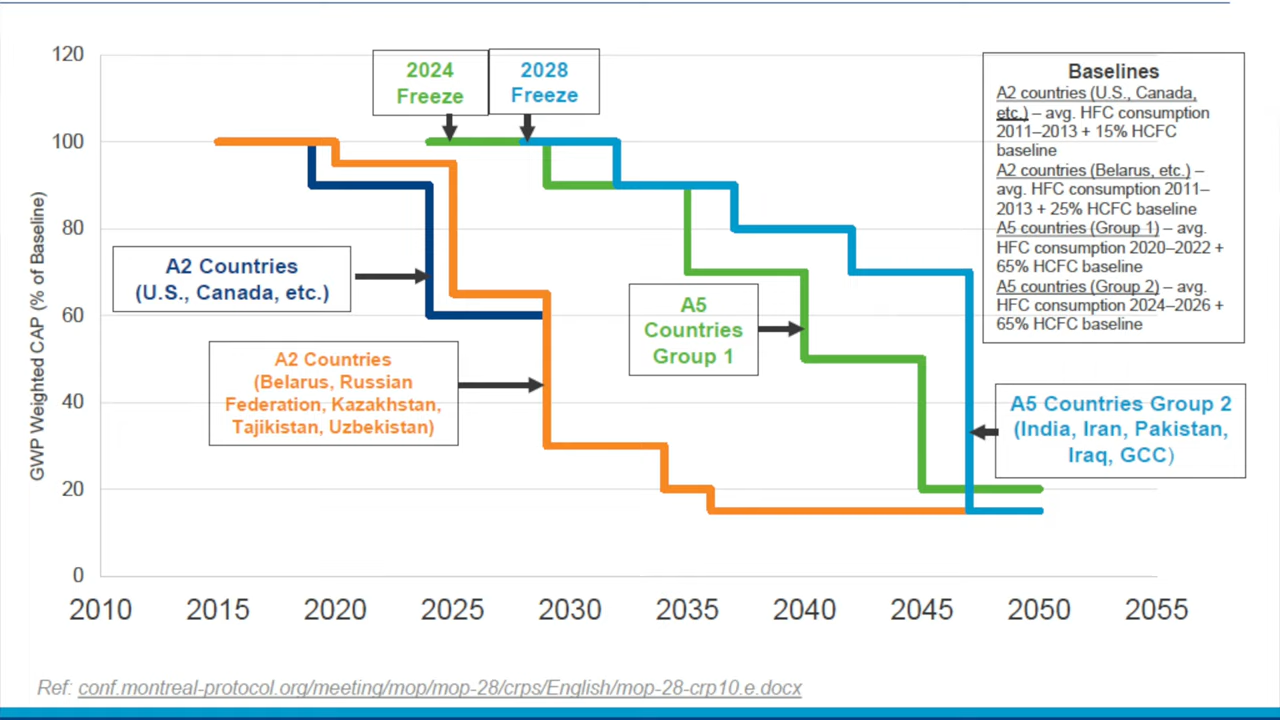 120
100
80
60
40
20
0
GWP Weighted CAP (% of Baseline)
2010
2015
2020
2025
2030
2035
2040
2045
2050
2055
2024
Freeze
2028
Freeze
A2 Countries
(U.S., Canada, etc.)
A2 Countries
(Belarus, Russian
Federation, Kazakhstan,
Tajikistan, Uzbekistan)
A5
Countries
Group 1
Baselines
A2 countries (U.S., Canada,
etc.) – avg. HFC consumption
2011–2013 + 15% HCFC
baseline
A2 countries (Belarus, etc.) –
avg. HFC consumption 2011–
2013 + 25% HCFC baseline
A5 countries (Group 1) – avg.
HFC consumption 2020–2022 +
65% HCFC baseline
A5 countries (Group 2) – avg.
HFC consumption 2024–2026 +
65% HCFC baseline
A5 Countries Group 2
(India, Iran, Pakistan,
Iraq, GCC)
Ref: conf.montreal-protocol.org/meeting/mop/mop-28/crps/English/mop-28-crp10.e.docx